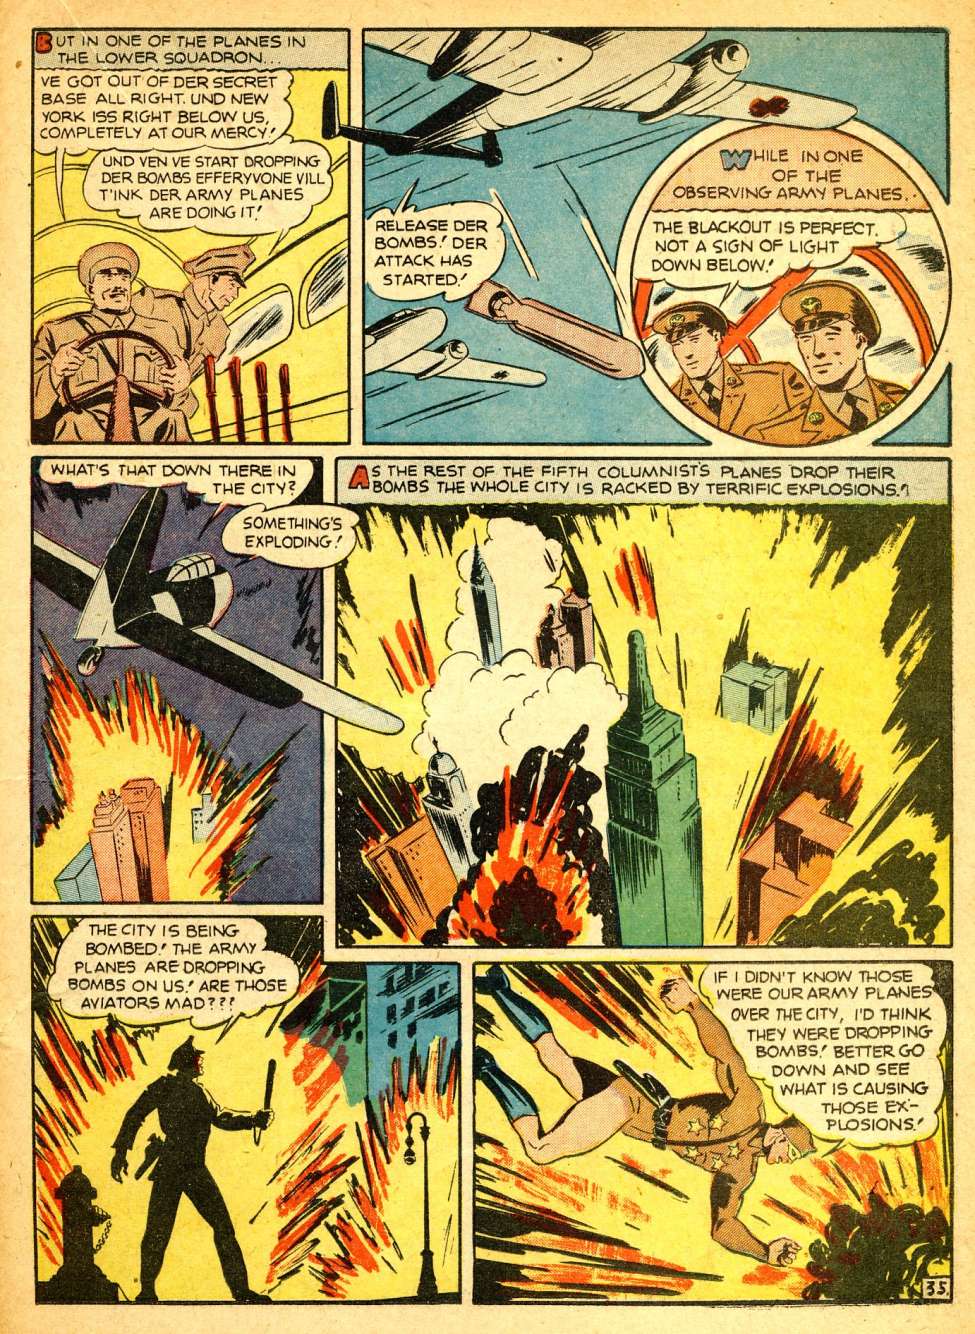 BUT IN ONE OF THE PLANES IN
THE LOWER SQUADRON...
VE GOT OUT OF DER SECRET
BASE ALL RIGHT. UND NEW
YORK ISS RIGHT BELOW US,
COMPLETELY AT OUR MERCY!
UND VEN VE START DROPPING
DER BOMBS EFFERYVONE VILL
T'INK DER ARMY PLANES
ARE DOING IT!
RELEASE DER
BOMBS! DER
ATTACK HAS
STARTED!
WHILE IN ONE
OF THE
OBSERVING ARMY PLANES..
THE BLACKOUT IS PERFECT.
NOT A SIGN OF LIGHT
DOWN BELOW!
WHAT'S THAT DOWN THERE IN
THE CITY?
SOMETHING'S
EXPLODING!
AS THE REST OF THE FIFTH COLUMNIST'S PLANES DROP THEIR
BOMBS THE WHOLE CITY IS RACKED BY TERRIFIC EXPLOSIONS.
THE CITY IS BEING
BOMBED! THE ARMY
PLANES ARE DROPPING
BOMBS ON US! ARE THOSE
AVIATORS MAD???
IF I DIDN'T KNOW THOSE
WERE OUR ARMY PLANES
OVER THE CITY, I'D THINK
THEY WERE DROPPING
BOMBS! BETTER GO
DOWN AND SEE
WHAT IS CAUSING
THOSE EX-
PLOSIONS!
35